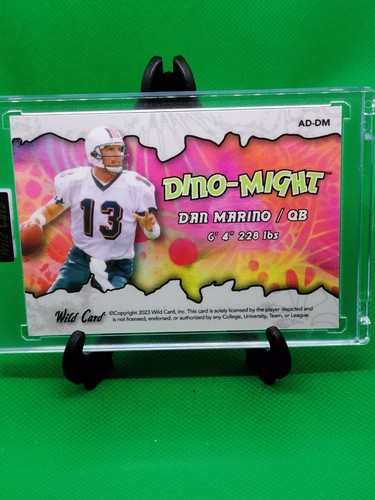 AD-DM
DINO-MIGHT™
DAN MARINO / QB
6' 4" 228 lbs
13
Wild Card
©Copyright 2023 Wild Card, Inc. This card is solely licensed by the player depicted and
is not licensed, endorsed, or authorized by any College, University, Team, or League.